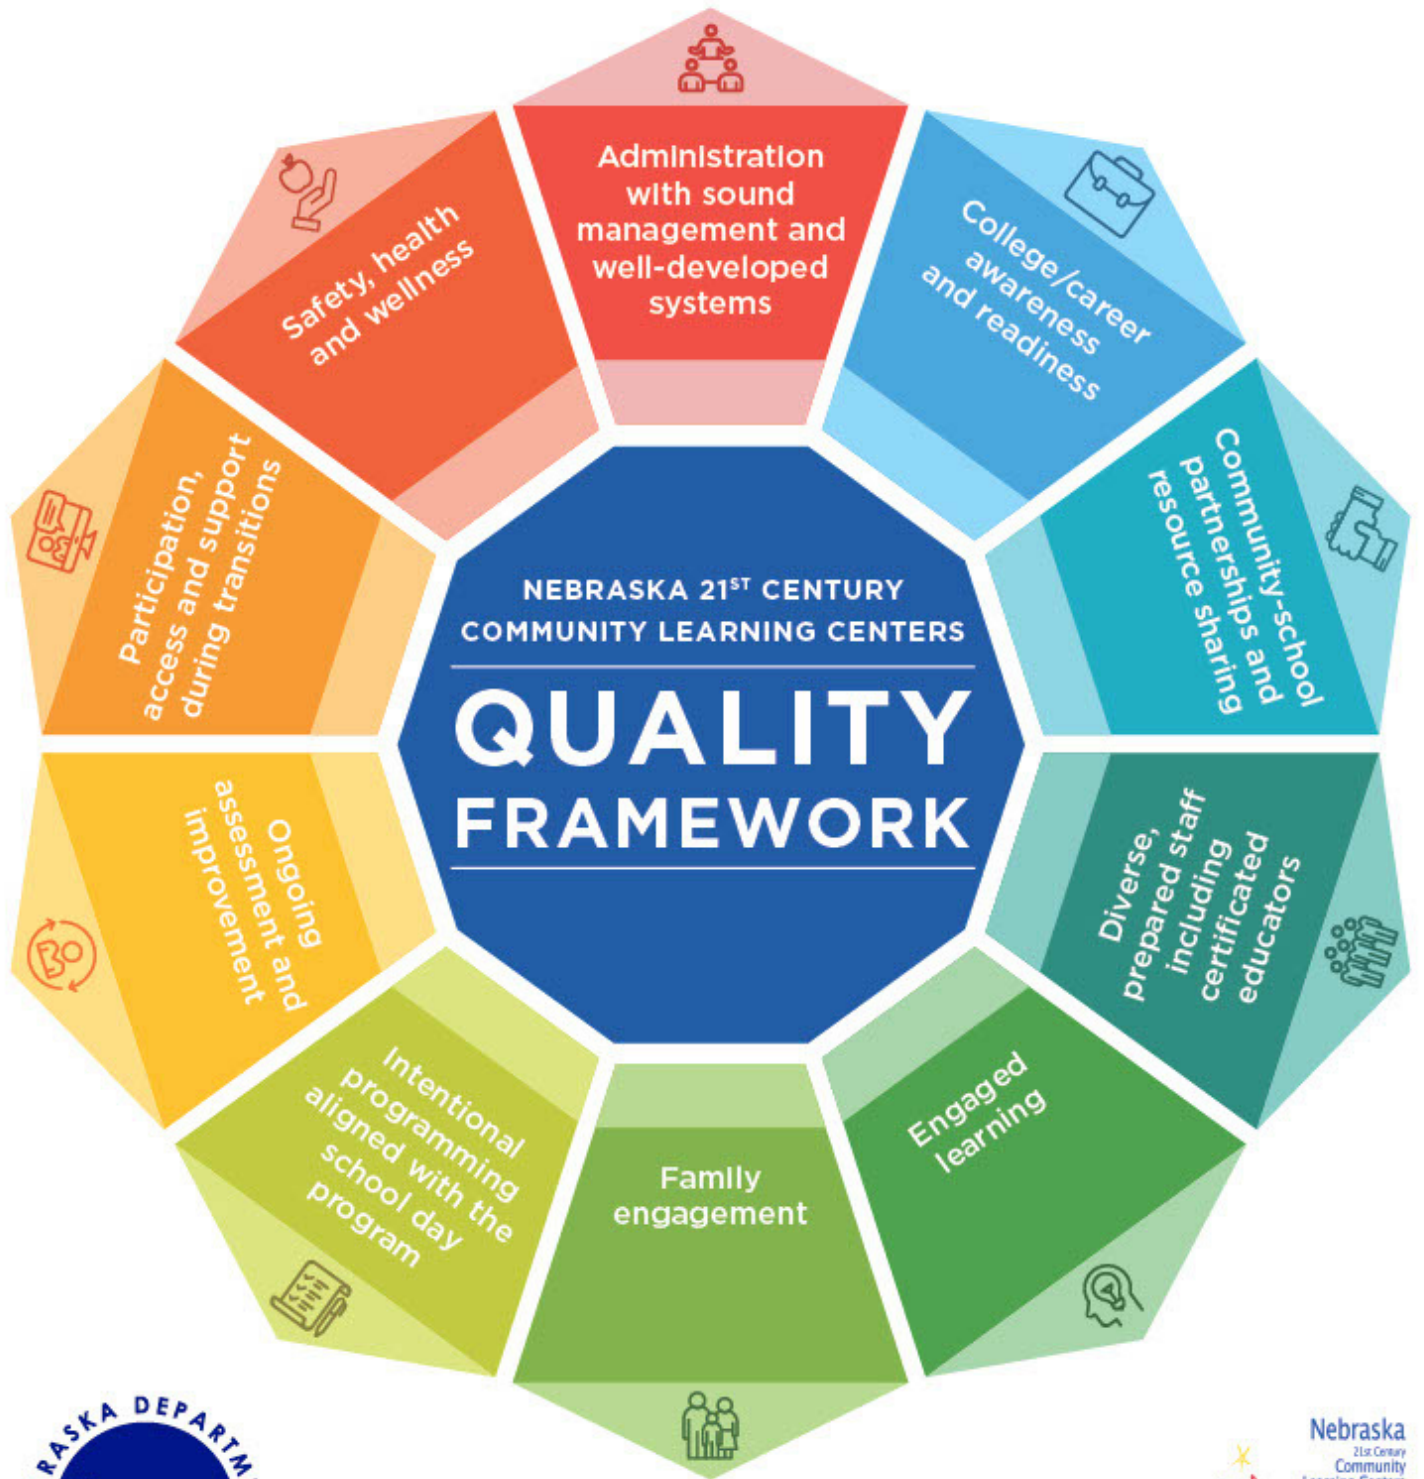 Administration
with sound
management and
well-developed
systems
College/career
awareness
and readiness
Community-school
partnerships and
resource sharing
Diverse,
prepared staff
including
certificated
educators
Engaged
learning
Family
engagement
Intentional
programming
aligned with the
school day
program
Ongoing
assessment and
improvement
Participation,
access and support
during transitions
Safety, health
and wellness
NEBRASKA 21ST CENTURY
COMMUNITY LEARNING CENTERS
QUALITY
FRAMEWORK
Nebraska
21st Century
Community
Learning Centers